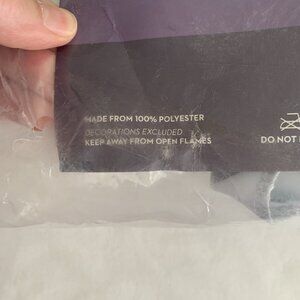 MADE FROM 100% POLYESTER
DECORATIONS EXCLUDED
KEEP AWAY FROM OPEN FLAMES
DO NOT